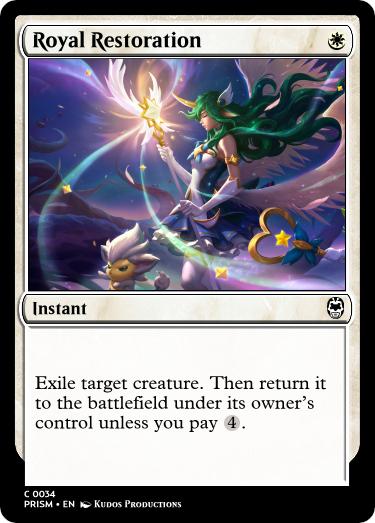 Royal Restoration
Instant
Exile target creature. Then return it
to the battlefield under its owner's
control unless you pay 4.
C 0034
PRISM • EN Kudos Productions